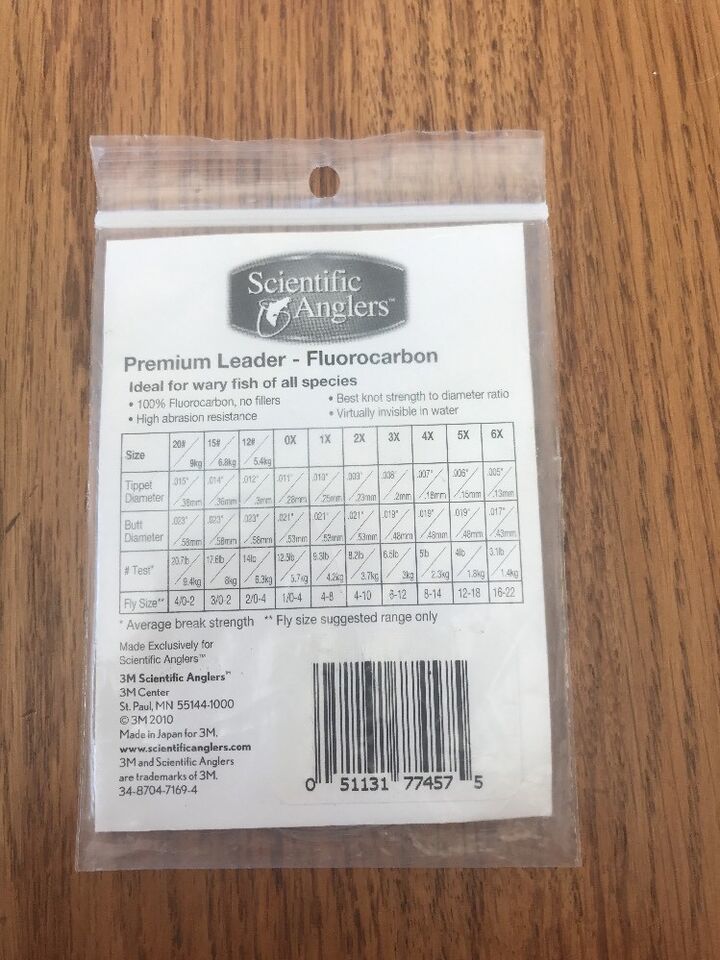 Scientific
Anglers™
Premium Leader - Fluorocarbon
Ideal for wary fish of all species
• 100% Fluorocarbon, no fillers • Best knot strength to diameter ratio
• High abrasion resistance • Virtually invisible in water
Size 20#/9kg 15#/6.8kg 12#/5.4kg 0X 1X 2X 3X 4X 5X 6X
Tippet Diameter .015"/.38mm .014"/.36mm .012"/.3mm .011"/.28mm .010"/.25mm .009"/.23mm .008"/.2mm .007"/.18mm .006"/.15mm .005"/.13mm
Butt Diameter .023"/.58mm .023"/.58mm .023"/.58mm .021"/.53mm .021"/.53mm .021"/.53mm .019"/.48mm .019"/.48mm .019"/.48mm .017"/.43mm
# Test* 20.7lb/9.4kg 17.6lb/8kg 14lb/6.3kg 12.5lb/5.7kg 9.3lb/4.2kg 8.2lb/3.7kg 6.6lb/3kg 5lb/2.3kg 4lb/1.8kg 3.1lb/1.4kg
Fly Size** 4/0-2 3/0-2 2/0-4 1/0-4 4-8 4-10 6-12 8-14 12-18 16-22
* Average break strength ** Fly size suggested range only
Made Exclusively for
Scientific Anglers™
3M Scientific Anglers™
3M Center
St. Paul, MN 55144-1000
© 3M 2010
Made in Japan for 3M.
www.scientificanglers.com
3M and Scientific Anglers
are trademarks of 3M.
34-8704-7169-4
0 51131 77457 5